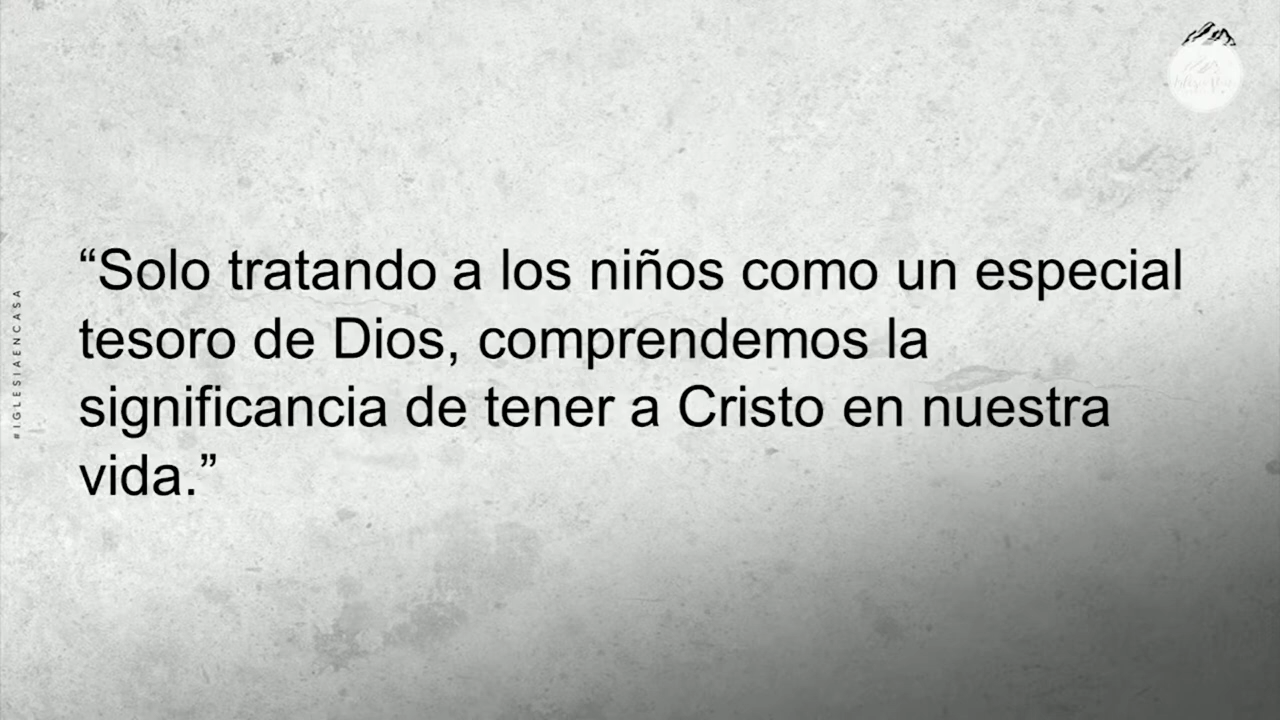 “Solo tratando a los niños como un especial
tesoro de Dios, comprendemos la
significancia de tener a Cristo en nuestra
vida.”
#IGLESIAENCASA